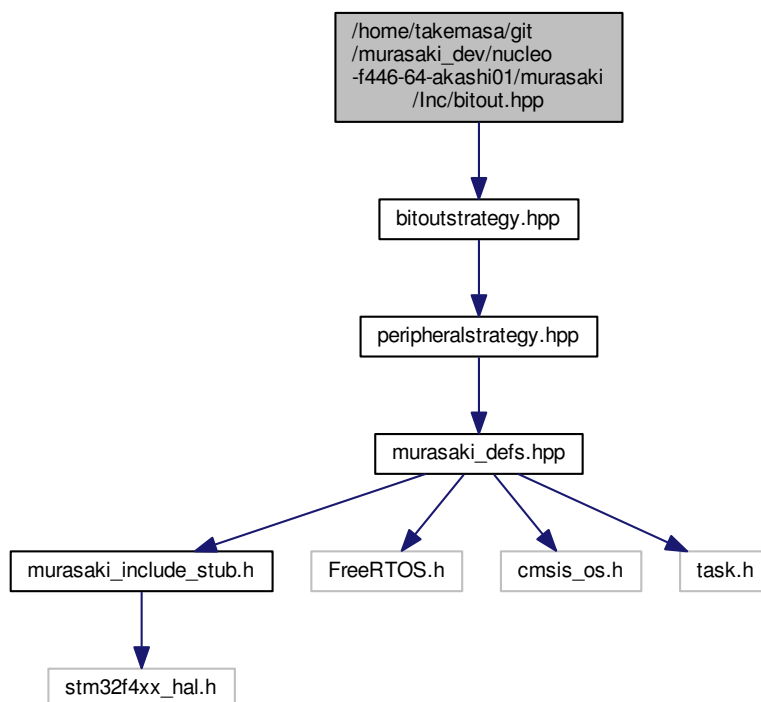 /home/takemasa/git
/murasaki_dev/nucleo
-f446-64-akashi01/murasaki
/Inc/bitout.hpp
bitoutstrategy.hpp
peripheralstrategy.hpp
murasaki_defs.hpp
murasaki_include_stub.h
FreeRTOS.h
cmsis_os.h
task.h
stm32f4xx_hal.h